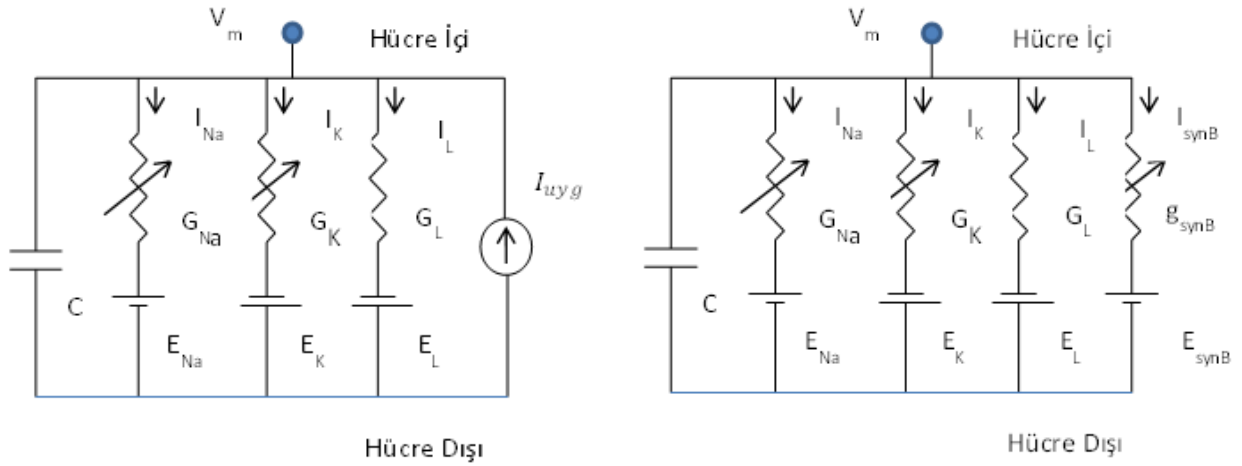 V_m
Hücre İçi
I_Na
I_K
I_L
I_uyg
G_Na
G_K
G_L
C
E_Na
E_K
E_L
Hücre Dışı
V_m
Hücre İçi
I_Na
I_K
I_L
I_synB
G_Na
G_K
G_L
g_synB
C
E_Na
E_K
E_L
E_synB
Hücre Dışı